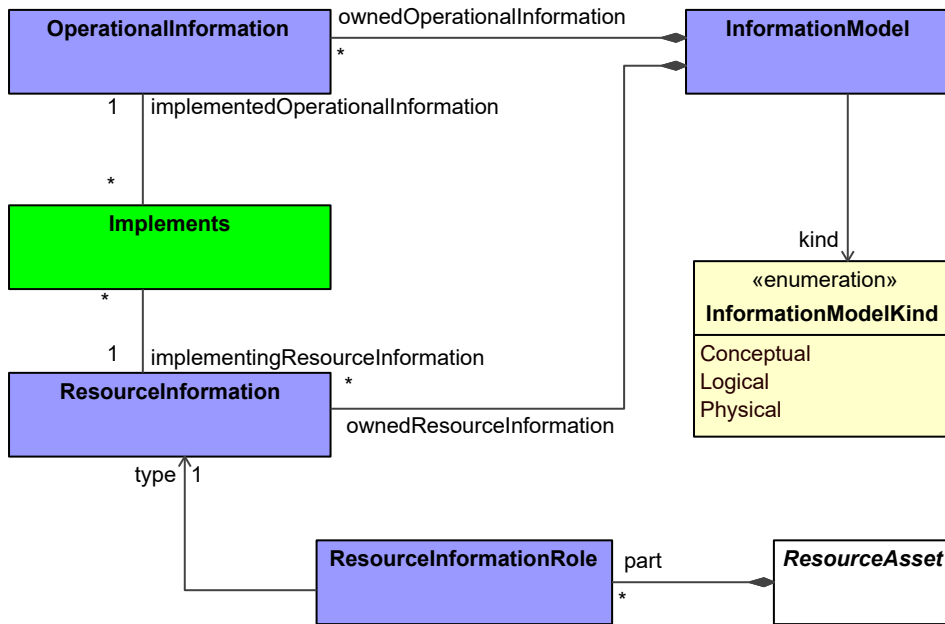 OperationalInformation
ownedOperationalInformation
*
InformationModel
1
implementedOperationalInformation
*
Implements
*
1
implementingResourceInformation
*
ResourceInformation
ownedResourceInformation
kind
«enumeration»
InformationModelKind
Conceptual
Logical
Physical
type
1
ResourceInformationRole
part
*
ResourceAsset